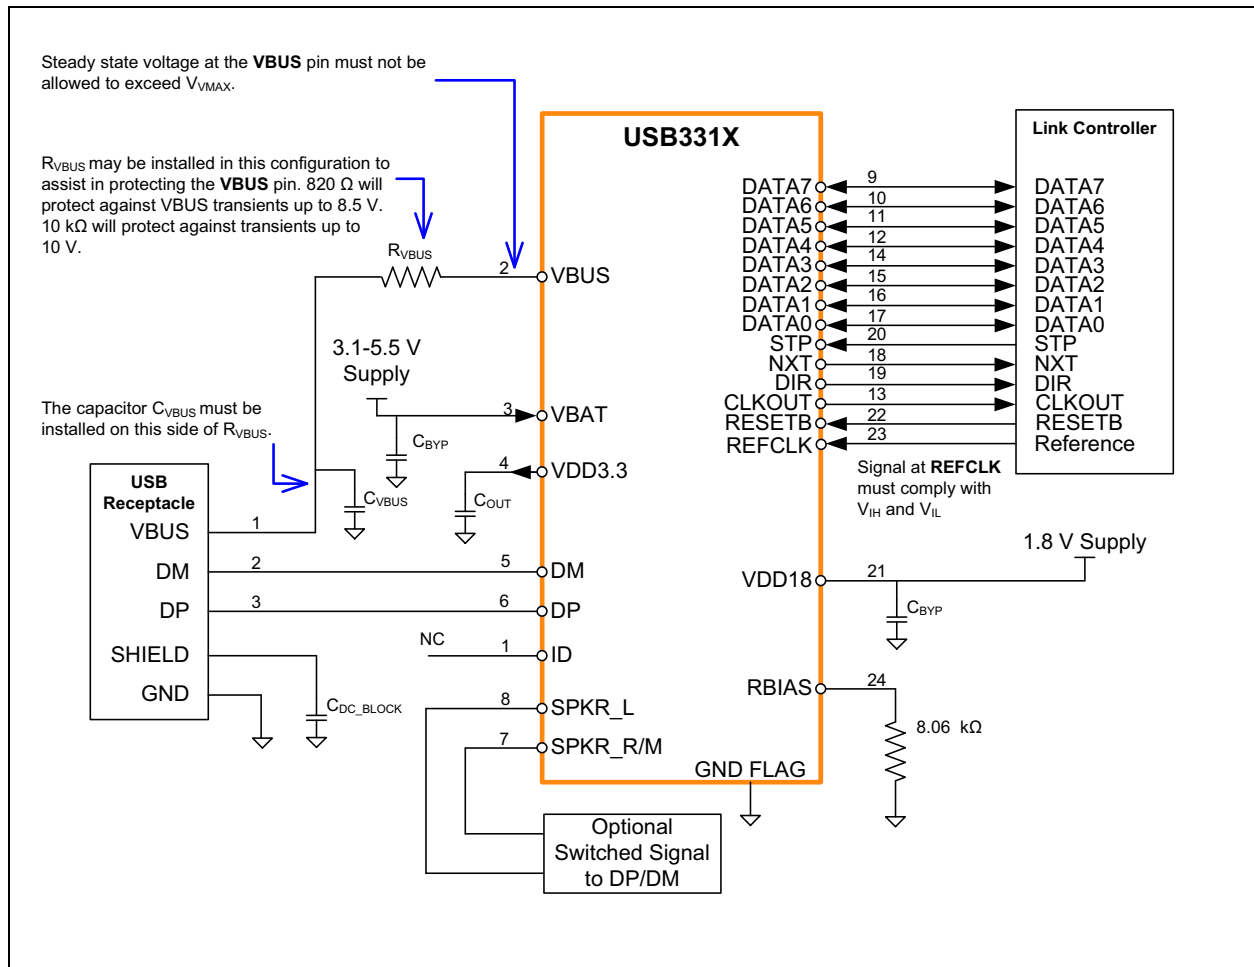 Steady state voltage at the VBUS pin must not be
allowed to exceed VVMAX.
RVBUS may be installed in this configuration to
assist in protecting the VBUS pin. 820 Ω will
protect against VBUS transients up to 8.5 V.
10 kΩ will protect against transients up to
10 V.
RVBUS
2
VBUS
3.1-5.5 V
Supply
3
VBAT
CBYP
The capacitor CVBUS must be
installed on this side of RVBUS.
4
VDD3.3
CVBUS
COUT
USB
Receptacle
VBUS
1
DM
2
5
DM
DP
3
6
DP
SHIELD
NC
1
ID
GND
CDC_BLOCK
8
SPKR_L
7
SPKR_R/M
GND FLAG
Optional
Switched Signal
to DP/DM
USB331X
Link Controller
DATA7
9
DATA7
DATA6
10
DATA6
DATA5
11
DATA5
DATA4
12
DATA4
DATA3
14
DATA3
DATA2
15
DATA2
DATA1
16
DATA1
DATA0
17
DATA0
STP
20
STP
NXT
18
NXT
DIR
19
DIR
CLKOUT
13
CLKOUT
RESETB
22
RESETB
REFCLK
23
Reference
Signal at REFCLK
must comply with
VIH and VIL
1.8 V Supply
VDD18
21
CBYP
RBIAS
24
8.06 kΩ